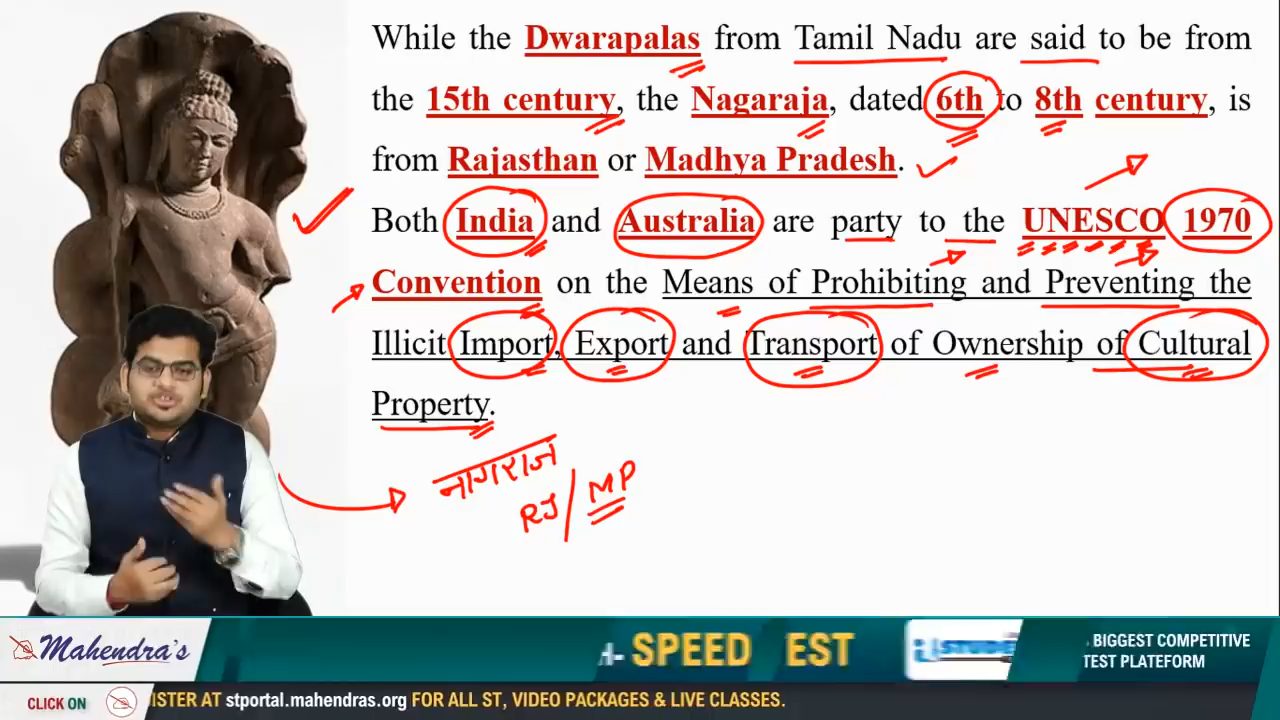 While the Dwarapalas from Tamil Nadu are said to be from
the 15th century, the Nagaraja, dated 6th to 8th century, is
from Rajasthan or Madhya Pradesh.
Both India and Australia are party to the UNESCO 1970
Convention on the Means of Prohibiting and Preventing the
Illicit Import, Export and Transport of Ownership of Cultural
Property.
नागराज
RJ/MP
Mahendra's
SPEED EST
BIGGEST COMPETITIVE
TEST PLATEFORM
CLICK ON
ISTER AT stportal.mahendras.org FOR ALL ST, VIDEO PACKAGES & LIVE CLASSES.